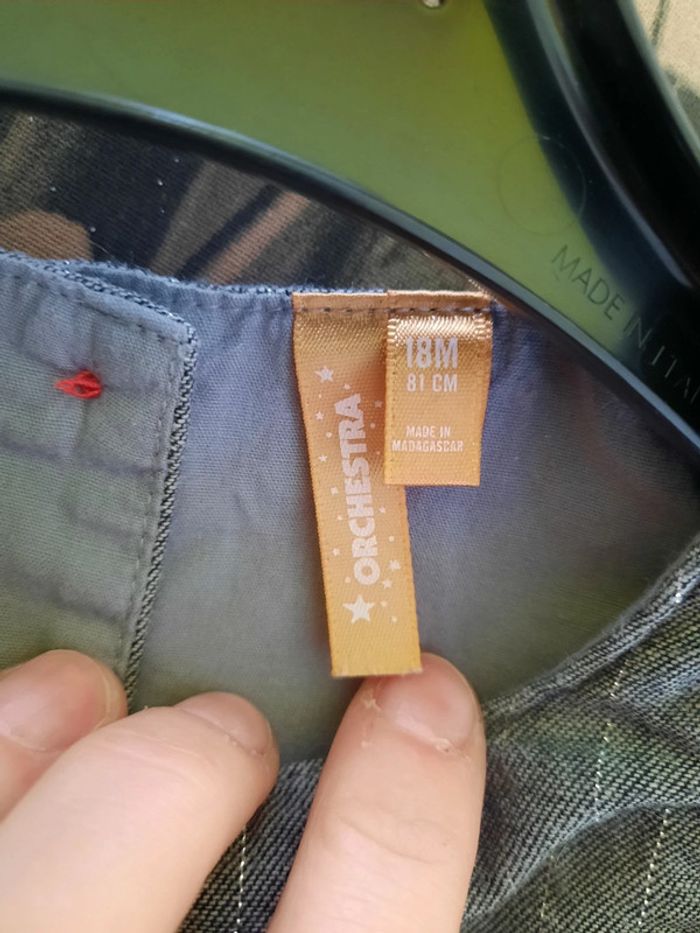 MADE IN ITA
18M
81 CM
MADE IN
MADAGASCAR
ORCHESTRA